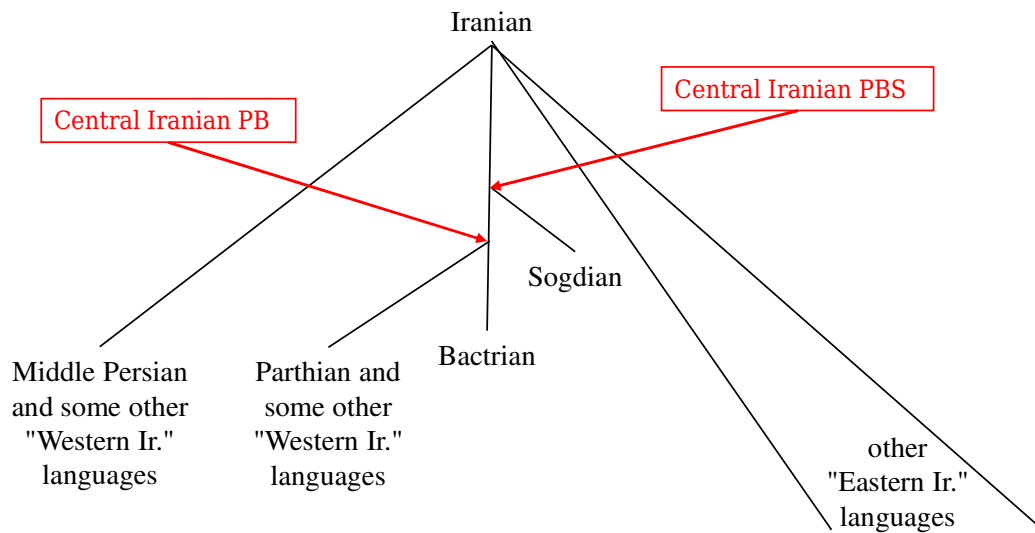 Iranian
Central Iranian PBS
Central Iranian PB
Sogdian
Bactrian
Middle Persian
and some other
"Western Ir."
languages
Parthian and
some other
"Western Ir."
languages
other
"Eastern Ir."
languages